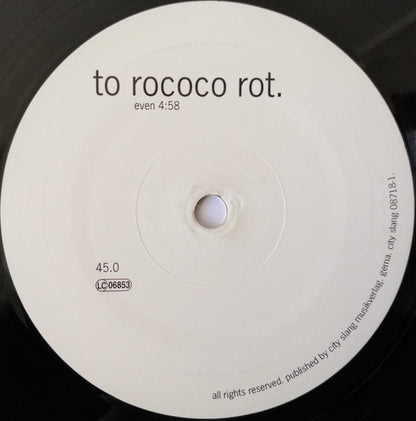 to rococo rot.
even 4:58
45.0
LC 06853
all rights reserved. published by city slang musikverlag. gema. city slang 08718-1.